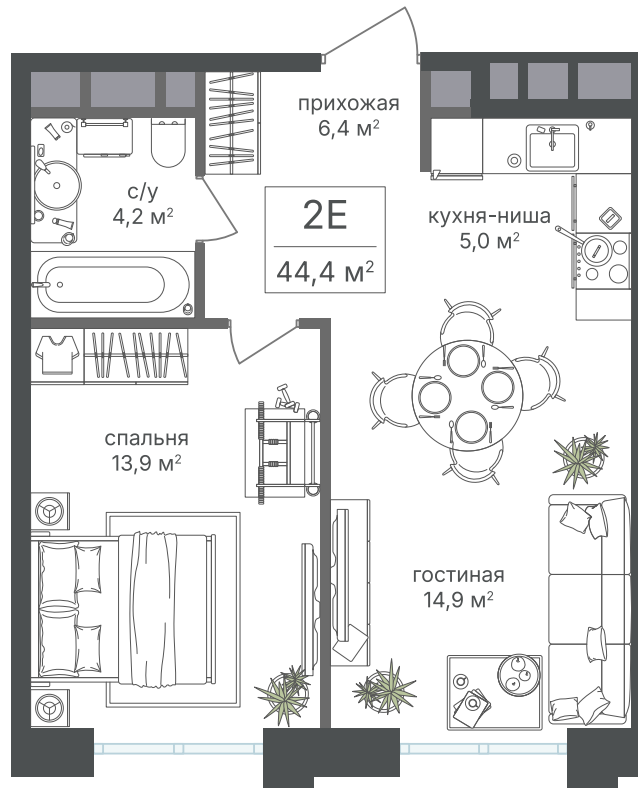 прихожая
6,4 м²
с/у
4,2 м²
2Е
44,4 м²
кухня-ниша
5,0 м²
спальня
13,9 м²
гостиная
14,9 м²